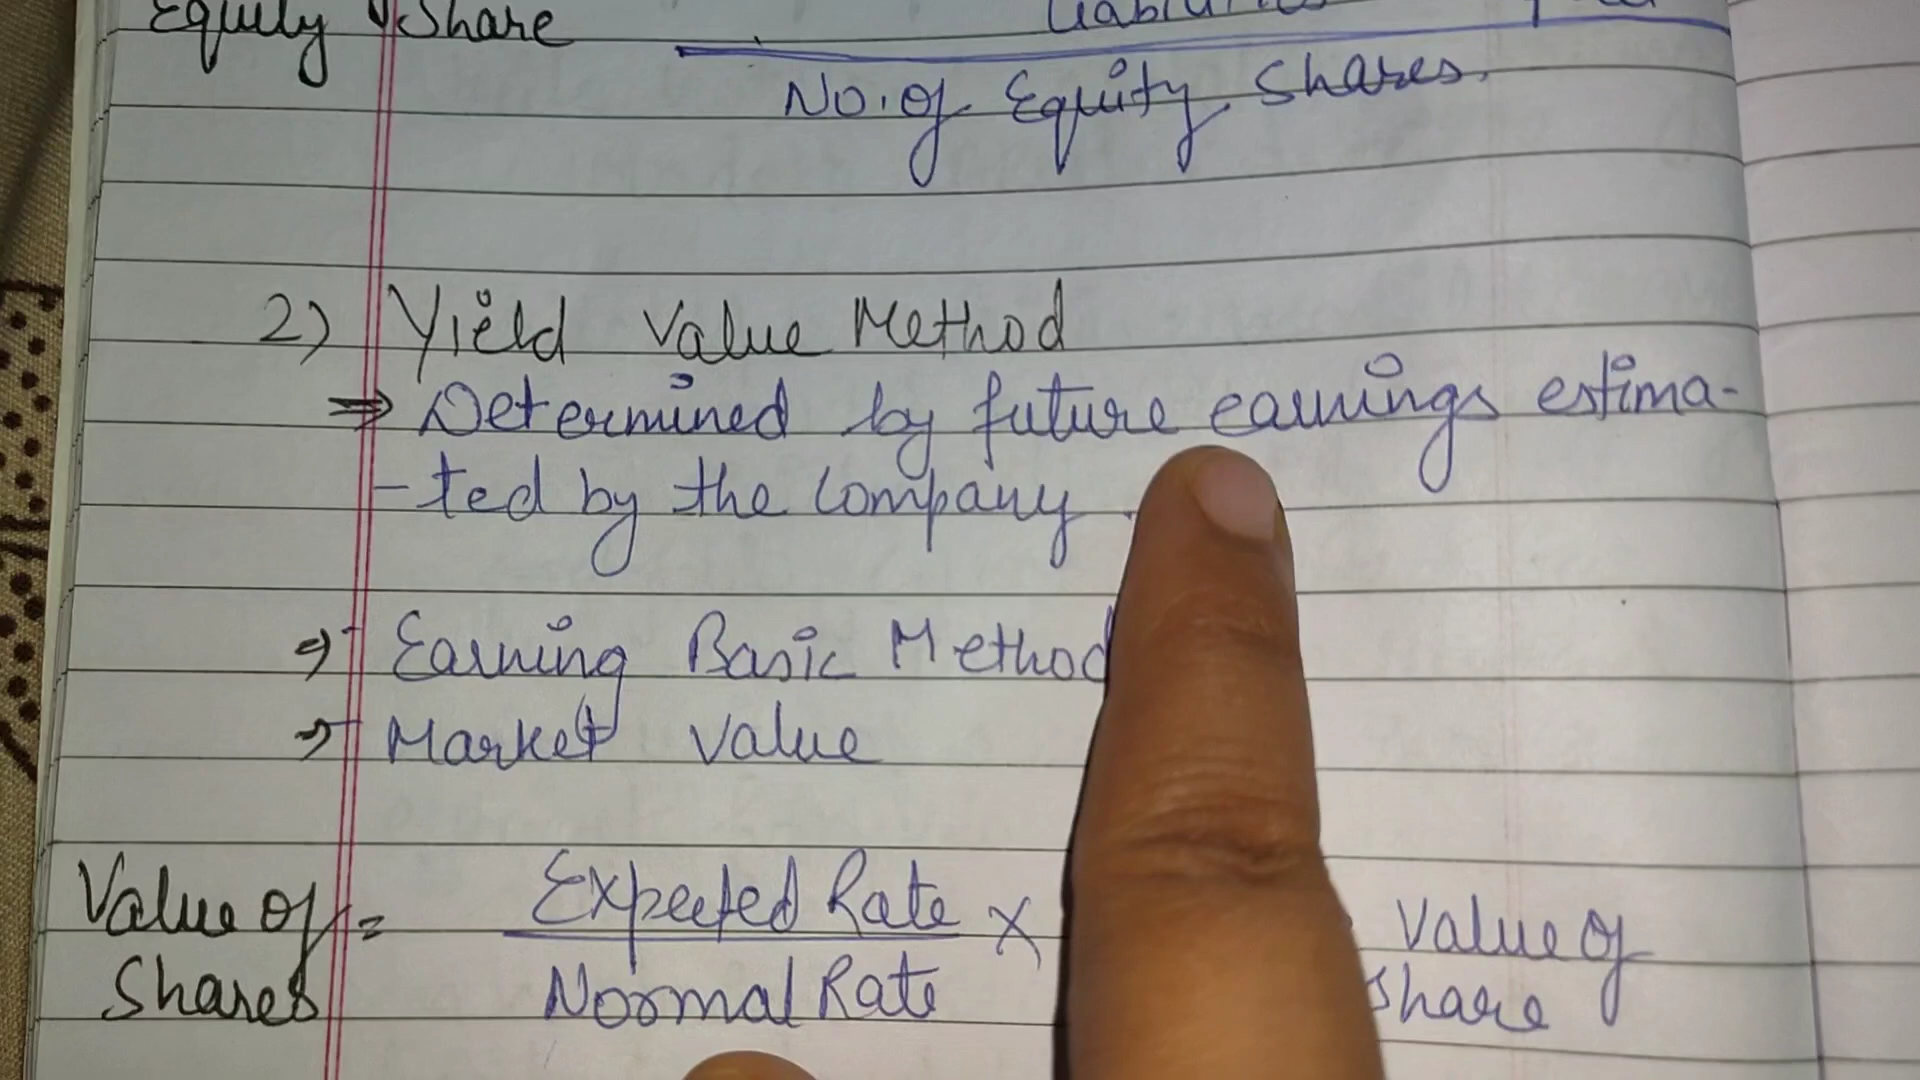 Equity Share
No. of Equity Shares.
2) Yield Value Method
⇒ Determined by future earnings estima-
-ted by the Company.
⇒ Earning Basic Method
⇒ Market Value
Value of Shares = Expected Rate / Normal Rate × Value of Share